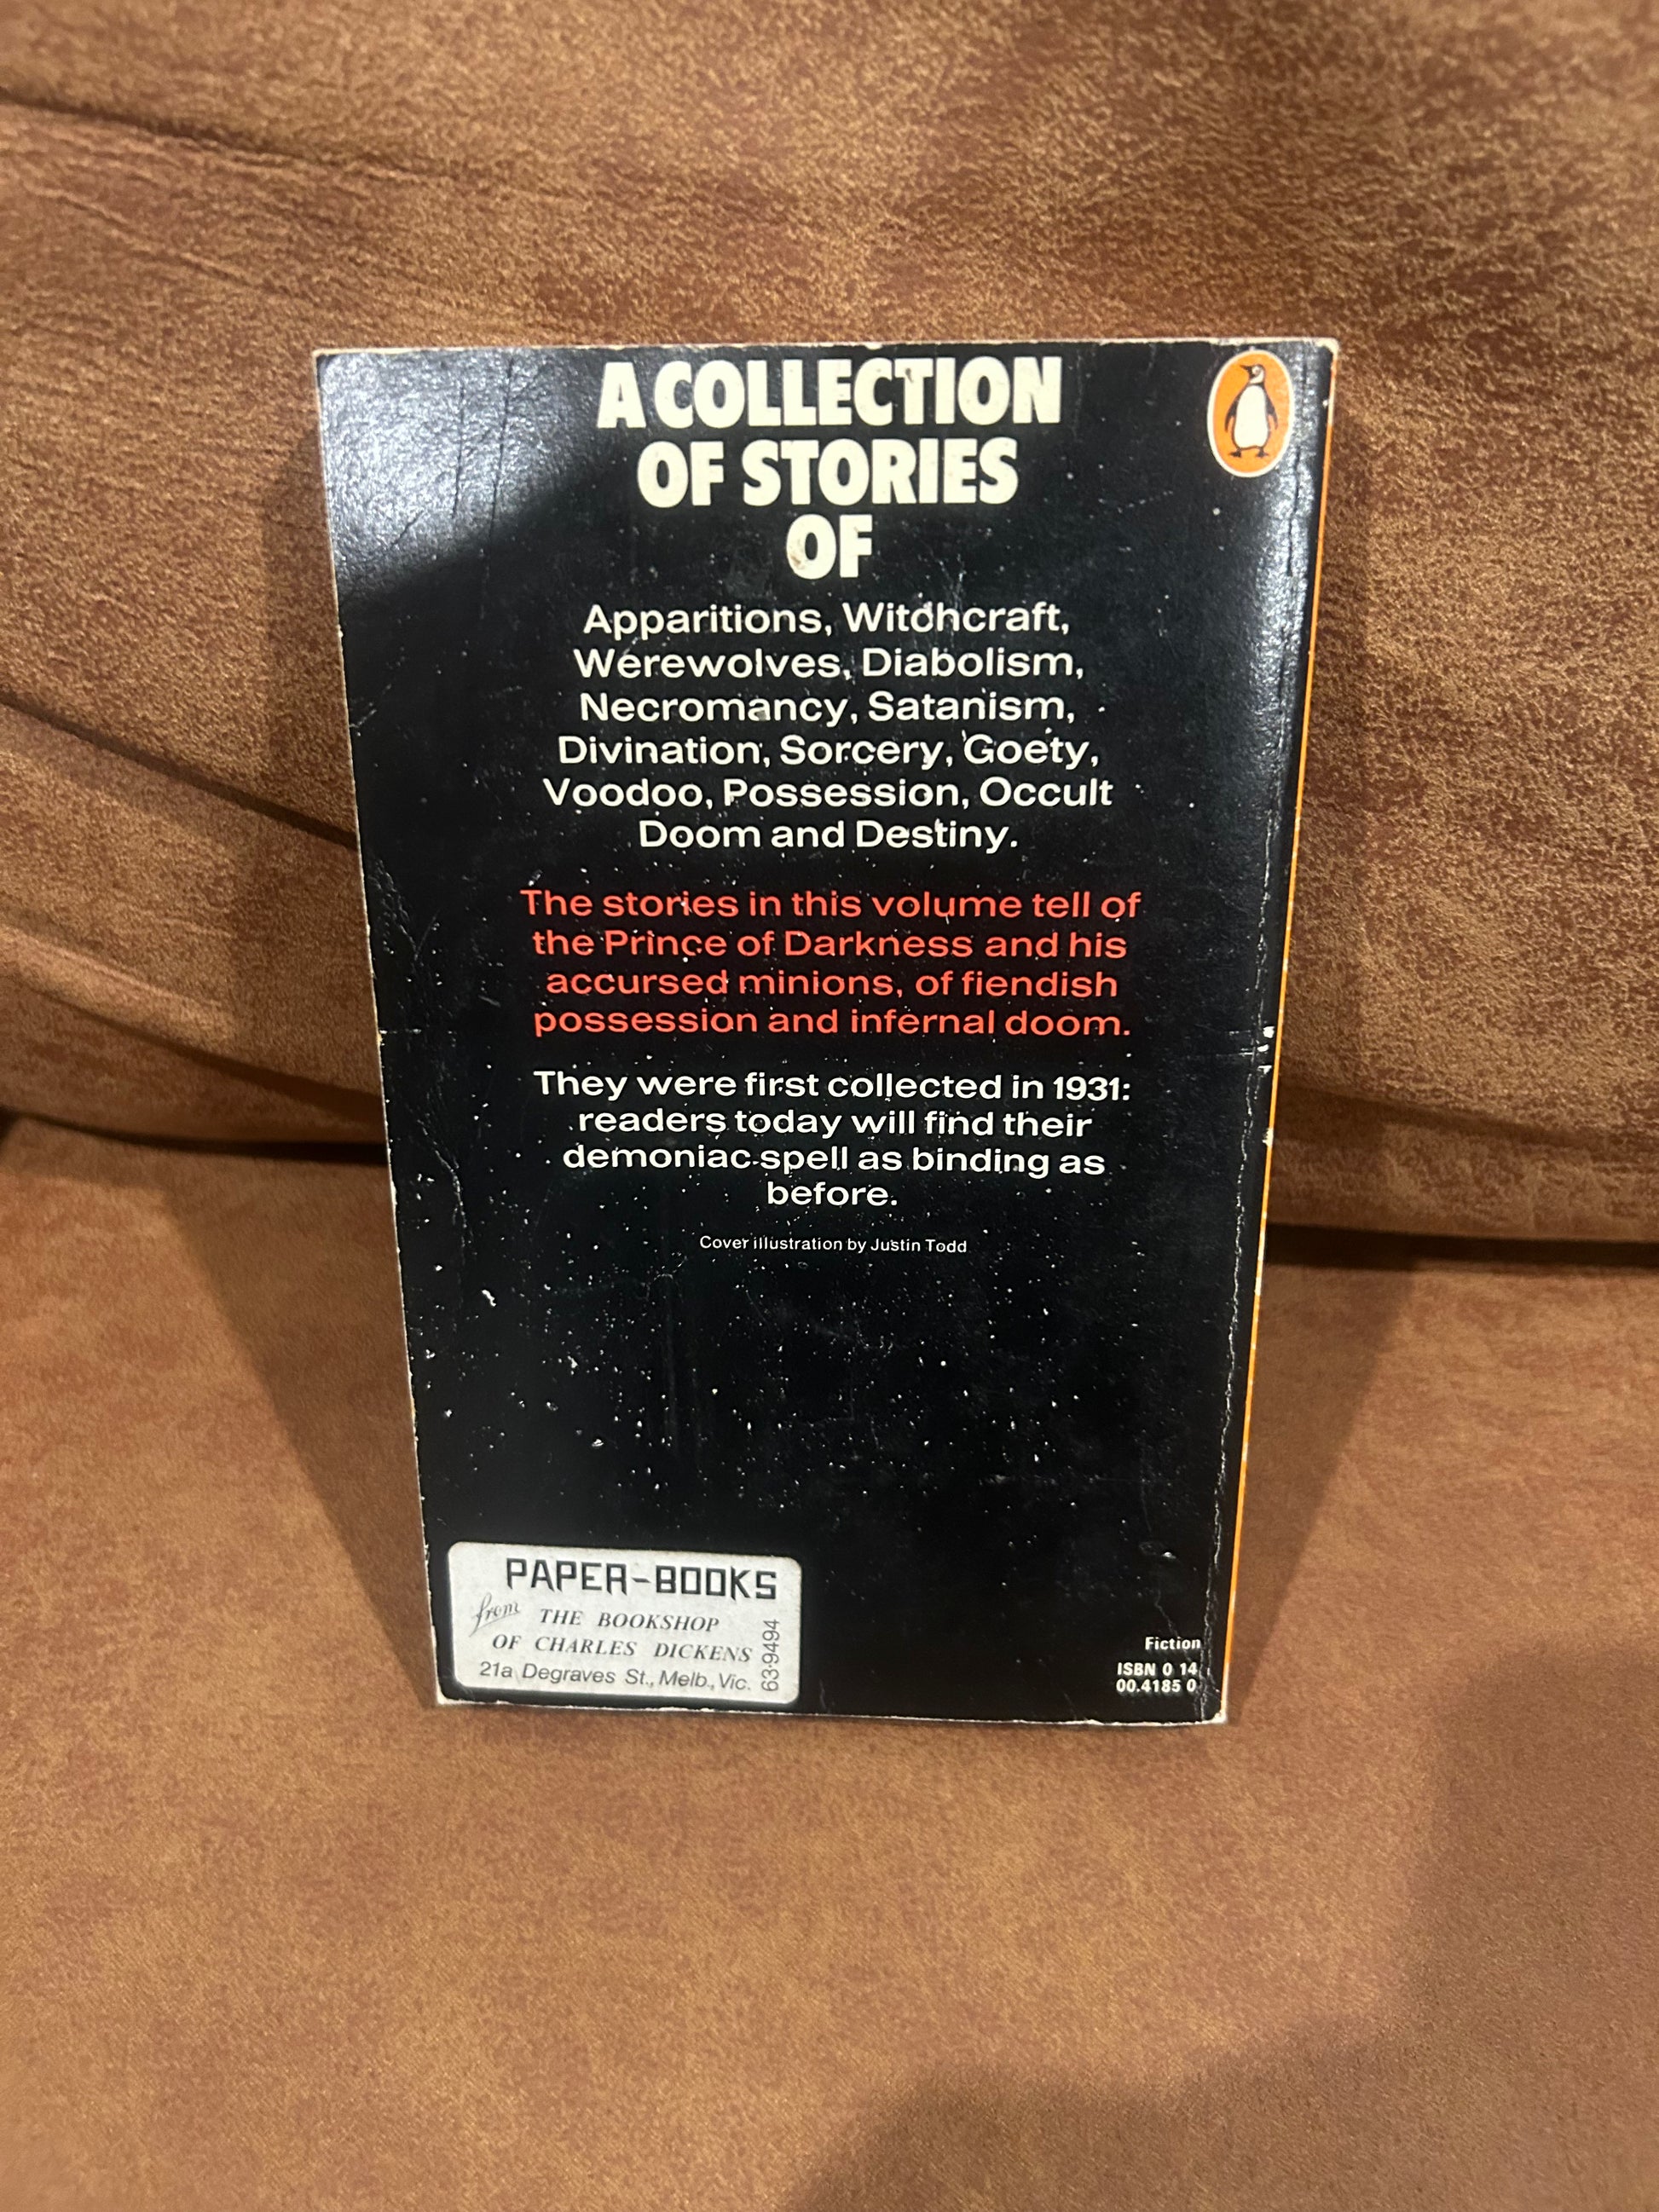 A COLLECTION
OF STORIES
OF
Apparitions, Witchcraft,
Werewolves, Diabolism,
Necromancy, Satanism,
Divination, Sorcery, Goety,
Voodoo, Possession, Occult
Doom and Destiny.
The stories in this volume tell of
the Prince of Darkness and his
accursed minions, of fiendish
possession and infernal doom.
They were first collected in 1931:
readers today will find their
demoniac spell as binding as
before.
Cover illustration by Justin Todd
PAPER-BOOKS
from THE BOOKSHOP
OF CHARLES DICKENS
21a Degraves St., Melb., Vic.
63-9494
Fiction
ISBN 0 14
00.4185 0